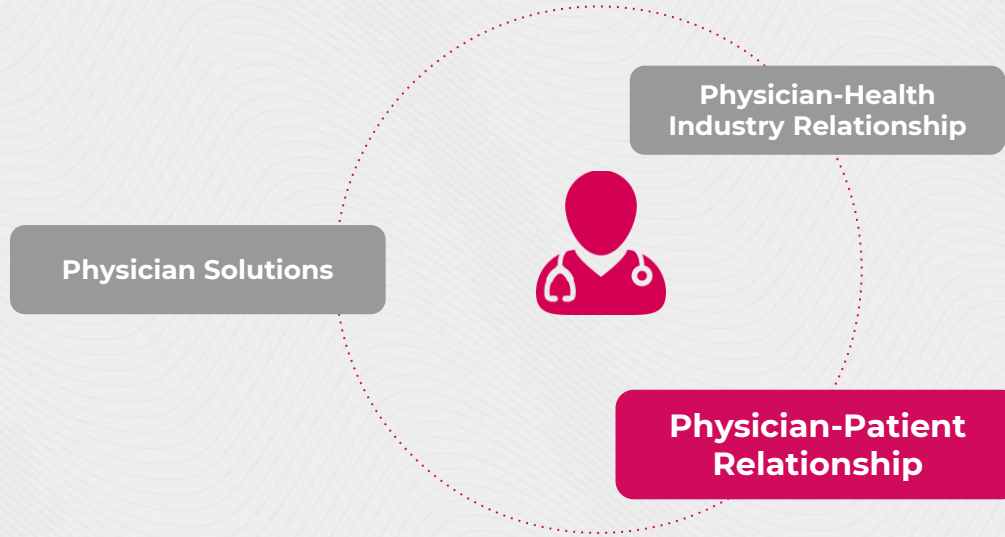 Physician-Health
Industry Relationship
Physician Solutions
Physician-Patient
Relationship